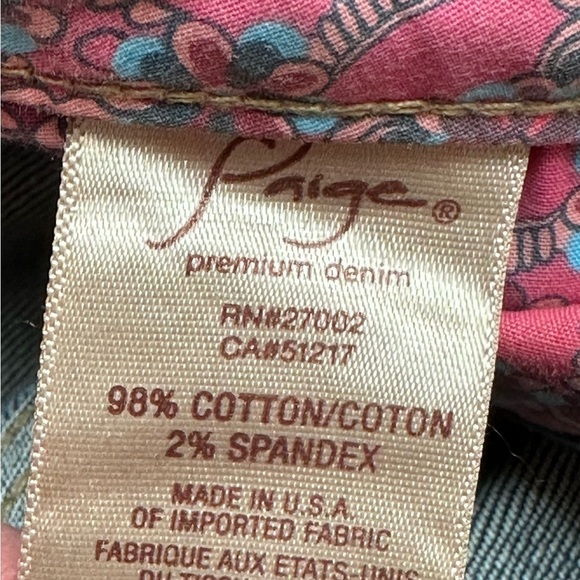 Paige®
premium denim
RN#27002
CA#51217
98% COTTON/COTON
2% SPANDEX
MADE IN U.S.A.
OF IMPORTED FABRIC
FABRIQUE AUX ETATS-UNIS